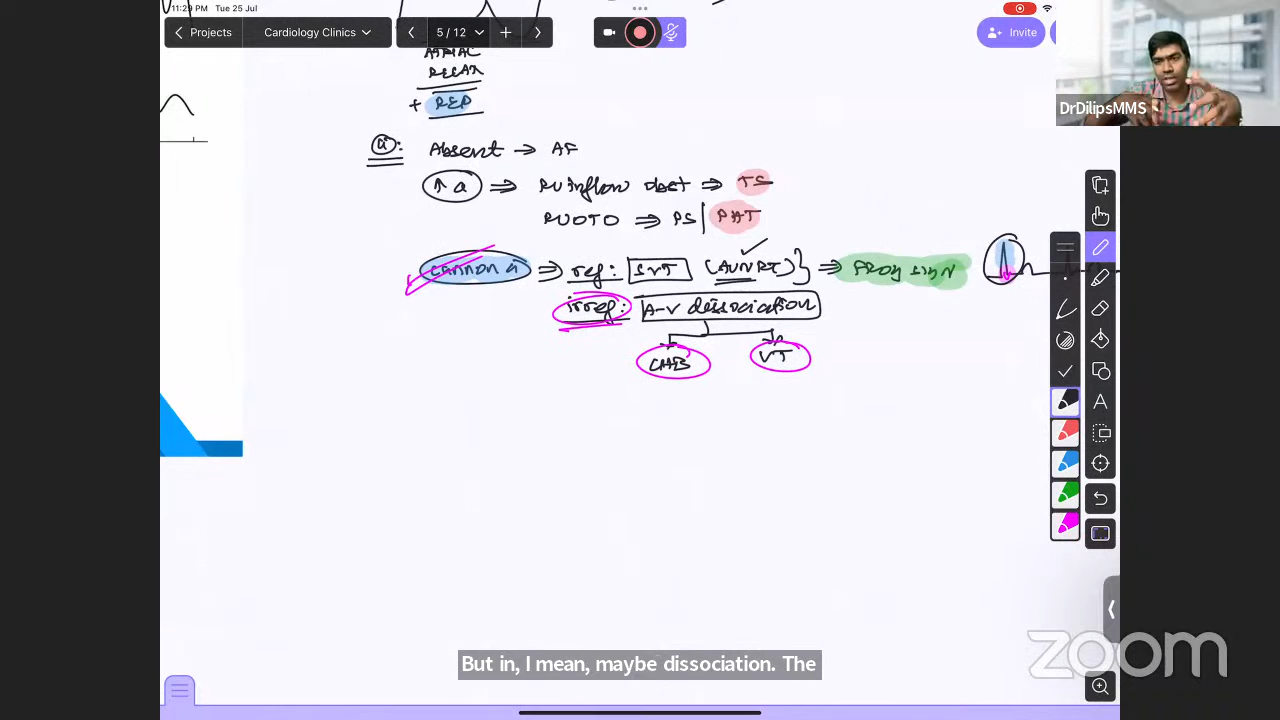 11:29 PM Tue 25 Jul
Projects Cardiology Clinics 5 / 12 Invite
DrDilipsMMS
ATRIAC
RELAX
+ REP
a: Absent ⇒ AF
↑ a ⇒ RV inflow obst ⇒ TS
RVOTO ⇒ PS | PHT
cannon a ⇒ reg: SVT (AVNRT) } ⇒ FROG SIGN
irreg: A-V dissociation
CHB VT
A
But in, I mean, maybe dissociation. The
zoom